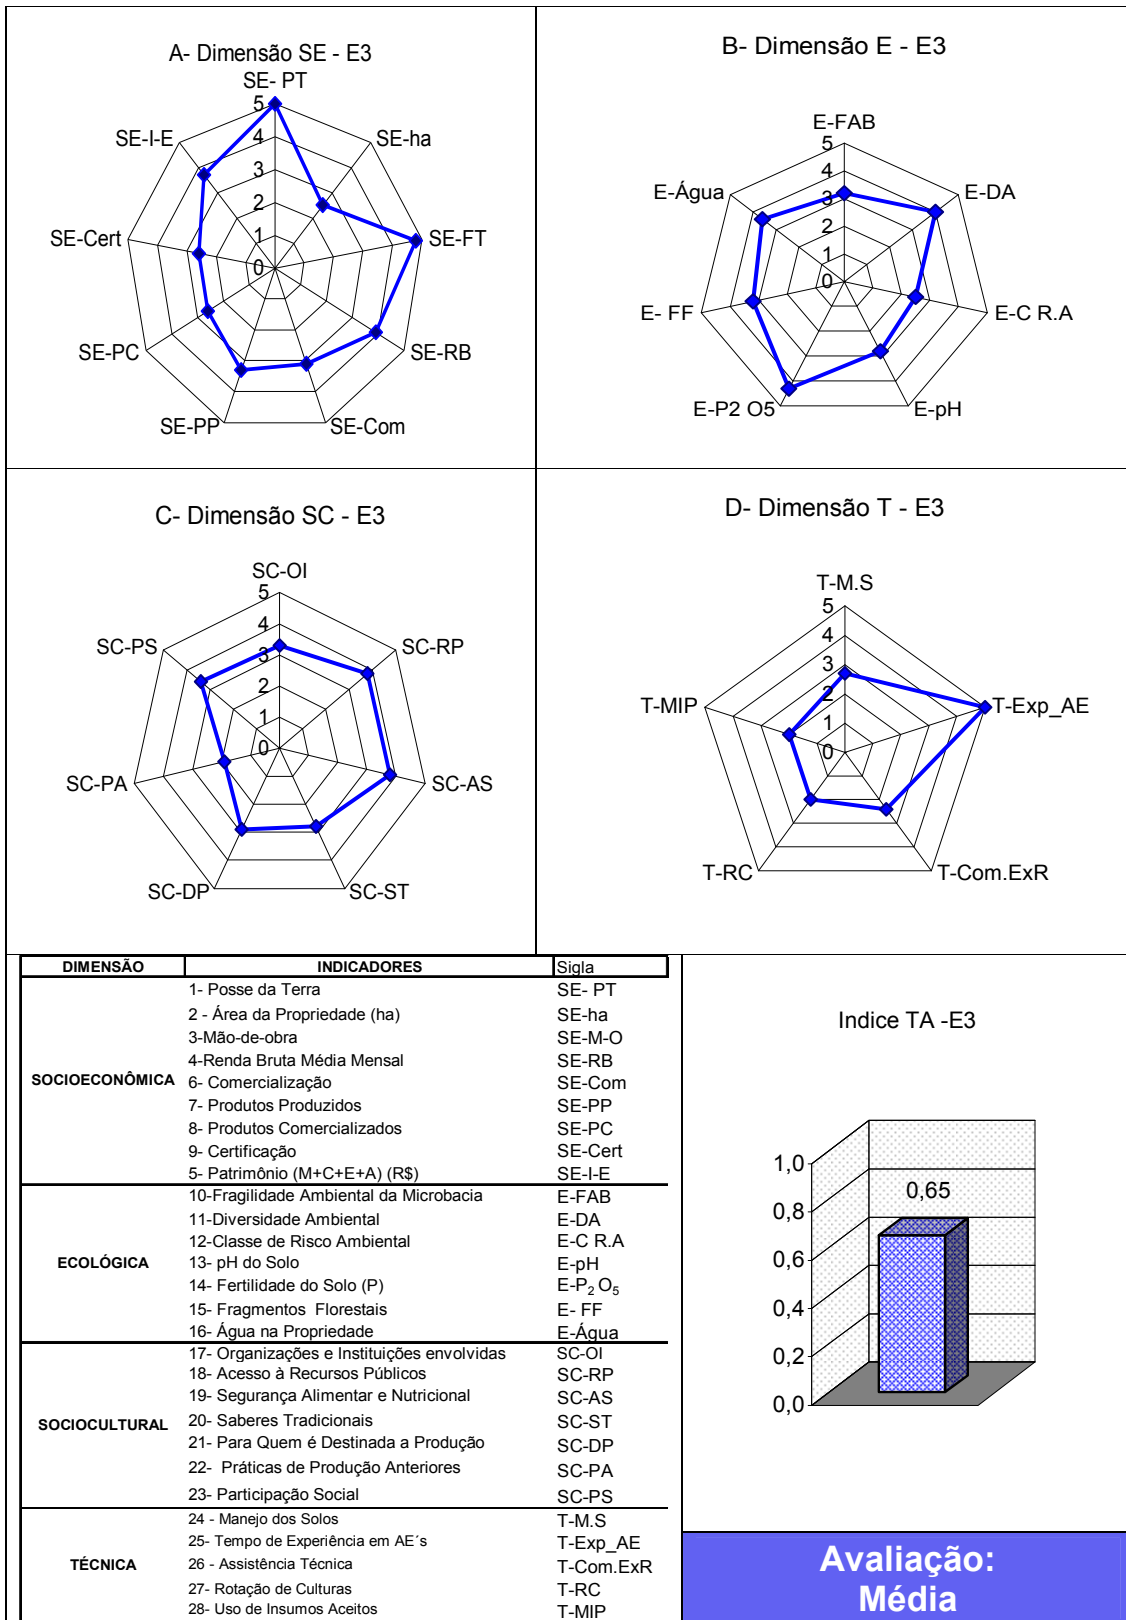 A- Dimensão SE - E3
SE- PT
5
4
3
2
1
0
SE-ha
SE-FT
SE-RB
SE-Com
SE-PP
SE-PC
SE-Cert
SE-I-E
B- Dimensão E - E3
E-FAB
5
4
3
2
1
0
E-DA
E-C R.A
E-pH
E-P2 O5
E- FF
E-Água
C- Dimensão SC - E3
SC-OI
5
4
3
2
1
0
SC-RP
SC-AS
SC-ST
SC-DP
SC-PA
SC-PS
D- Dimensão T - E3
T-M.S
5
4
3
2
1
0
T-Exp_AE
T-Com.ExR
T-RC
T-MIP
DIMENSÃO INDICADORES Sigla
SOCIOECONÔMICA
1- Posse da Terra SE- PT
2 - Área da Propriedade (ha) SE-ha
3-Mão-de-obra SE-M-O
4-Renda Bruta Média Mensal SE-RB
6- Comercialização SE-Com
7- Produtos Produzidos SE-PP
8- Produtos Comercializados SE-PC
9- Certificação SE-Cert
5- Patrimônio (M+C+E+A) (R$) SE-I-E
ECOLÓGICA
10-Fragilidade Ambiental da Microbacia E-FAB
11-Diversidade Ambiental E-DA
12-Classe de Risco Ambiental E-C R.A
13- pH do Solo E-pH
14- Fertilidade do Solo (P) E-P₂ O₅
15- Fragmentos Florestais E- FF
16- Água na Propriedade E-Água
SOCIOCULTURAL
17- Organizações e Instituições envolvidas SC-OI
18- Acesso à Recursos Públicos SC-RP
19- Segurança Alimentar e Nutricional SC-AS
20- Saberes Tradicionais SC-ST
21- Para Quem é Destinada a Produção SC-DP
22- Práticas de Produção Anteriores SC-PA
23- Participação Social SC-PS
TÉCNICA
24 - Manejo dos Solos T-M.S
25- Tempo de Experiência em AE´s T-Exp_AE
26 - Assistência Técnica T-Com.ExR
27- Rotação de Culturas T-RC
28- Uso de Insumos Aceitos T-MIP
Indice TA -E3
1,0
0,8
0,6
0,4
0,2
0,0
0,65
Avaliação:
Média